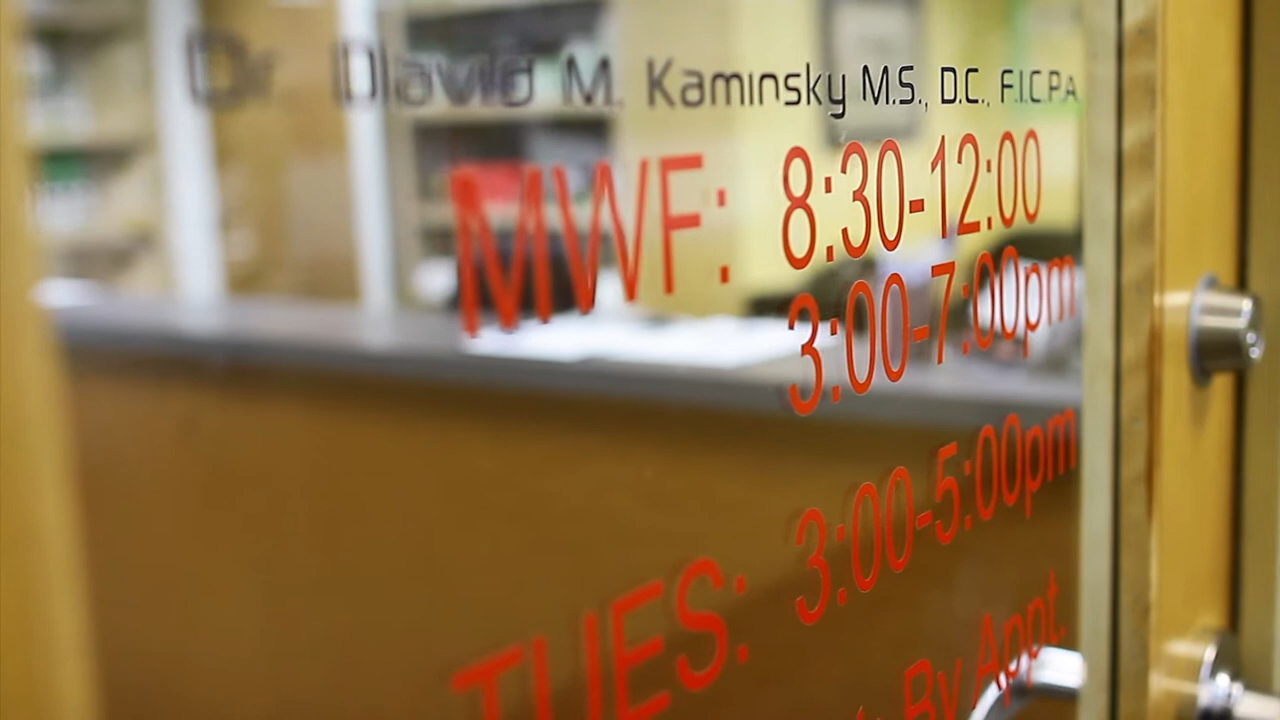 Dr David M. Kaminsky M.S., D.C., F.I.C.P.A
MWF: 8:30-12:00
3:00-7:00pm
TUES: 3:00-5:00pm
By Appt.